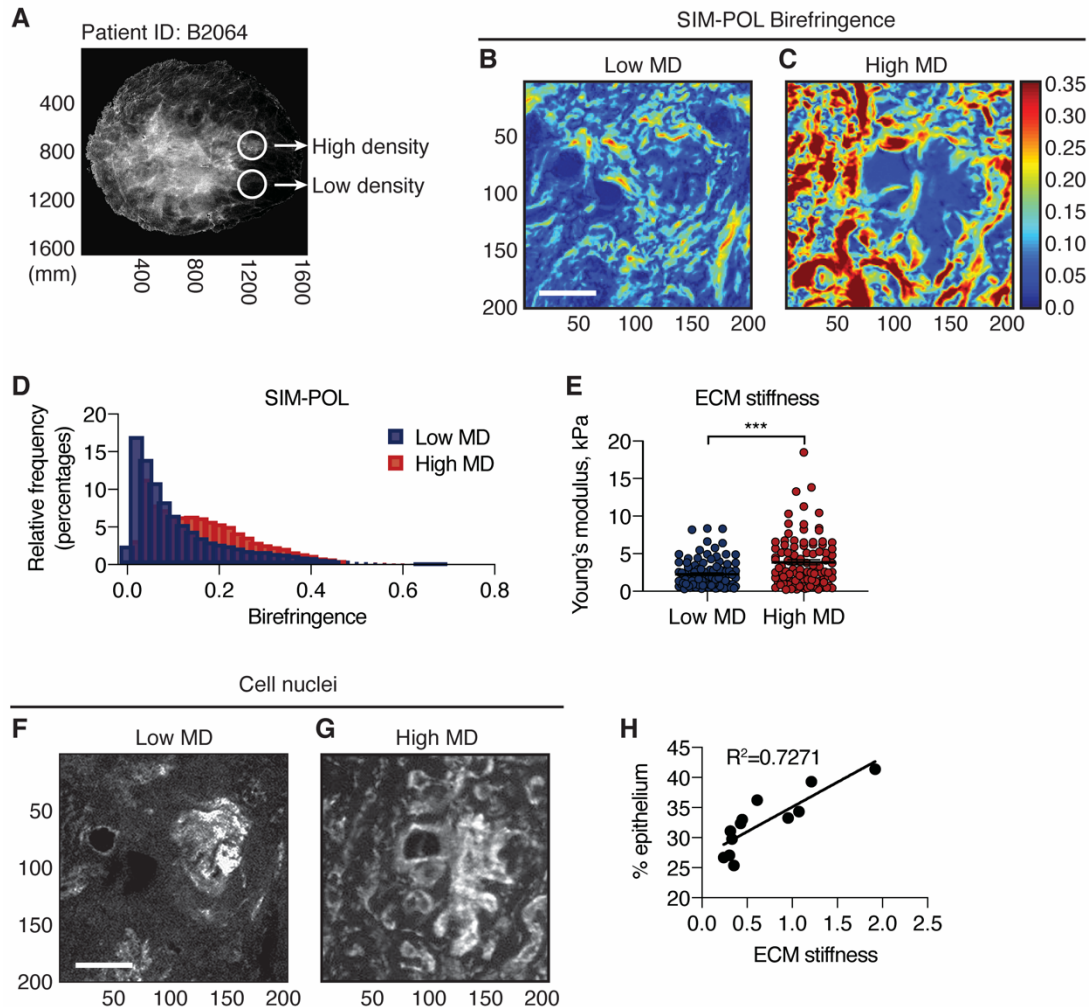 A
Patient ID: B2064
400
800
1200
1600
(mm)
400
800
1200
1600
High density
Low density
SIM-POL Birefringence
B
Low MD
50
100
150
200
50
100
150
200
C
High MD
50
100
150
200
0.35
0.30
0.25
0.20
0.15
0.10
0.05
0.0
D
SIM-POL
Relative frequency
(percentages)
20
15
10
5
0
0.0
0.2
0.4
0.6
0.8
Birefringence
Low MD
High MD
E
ECM stiffness
***
Young's modulus, kPa
20
15
10
5
0
Low MD
High MD
Cell nuclei
F
Low MD
50
100
150
200
50
100
150
200
G
High MD
50
100
150
200
H
R²=0.7271
% epithelium
45
40
35
30
25
20
0.0
0.5
1.0
1.5
2.0
2.5
ECM stiffness